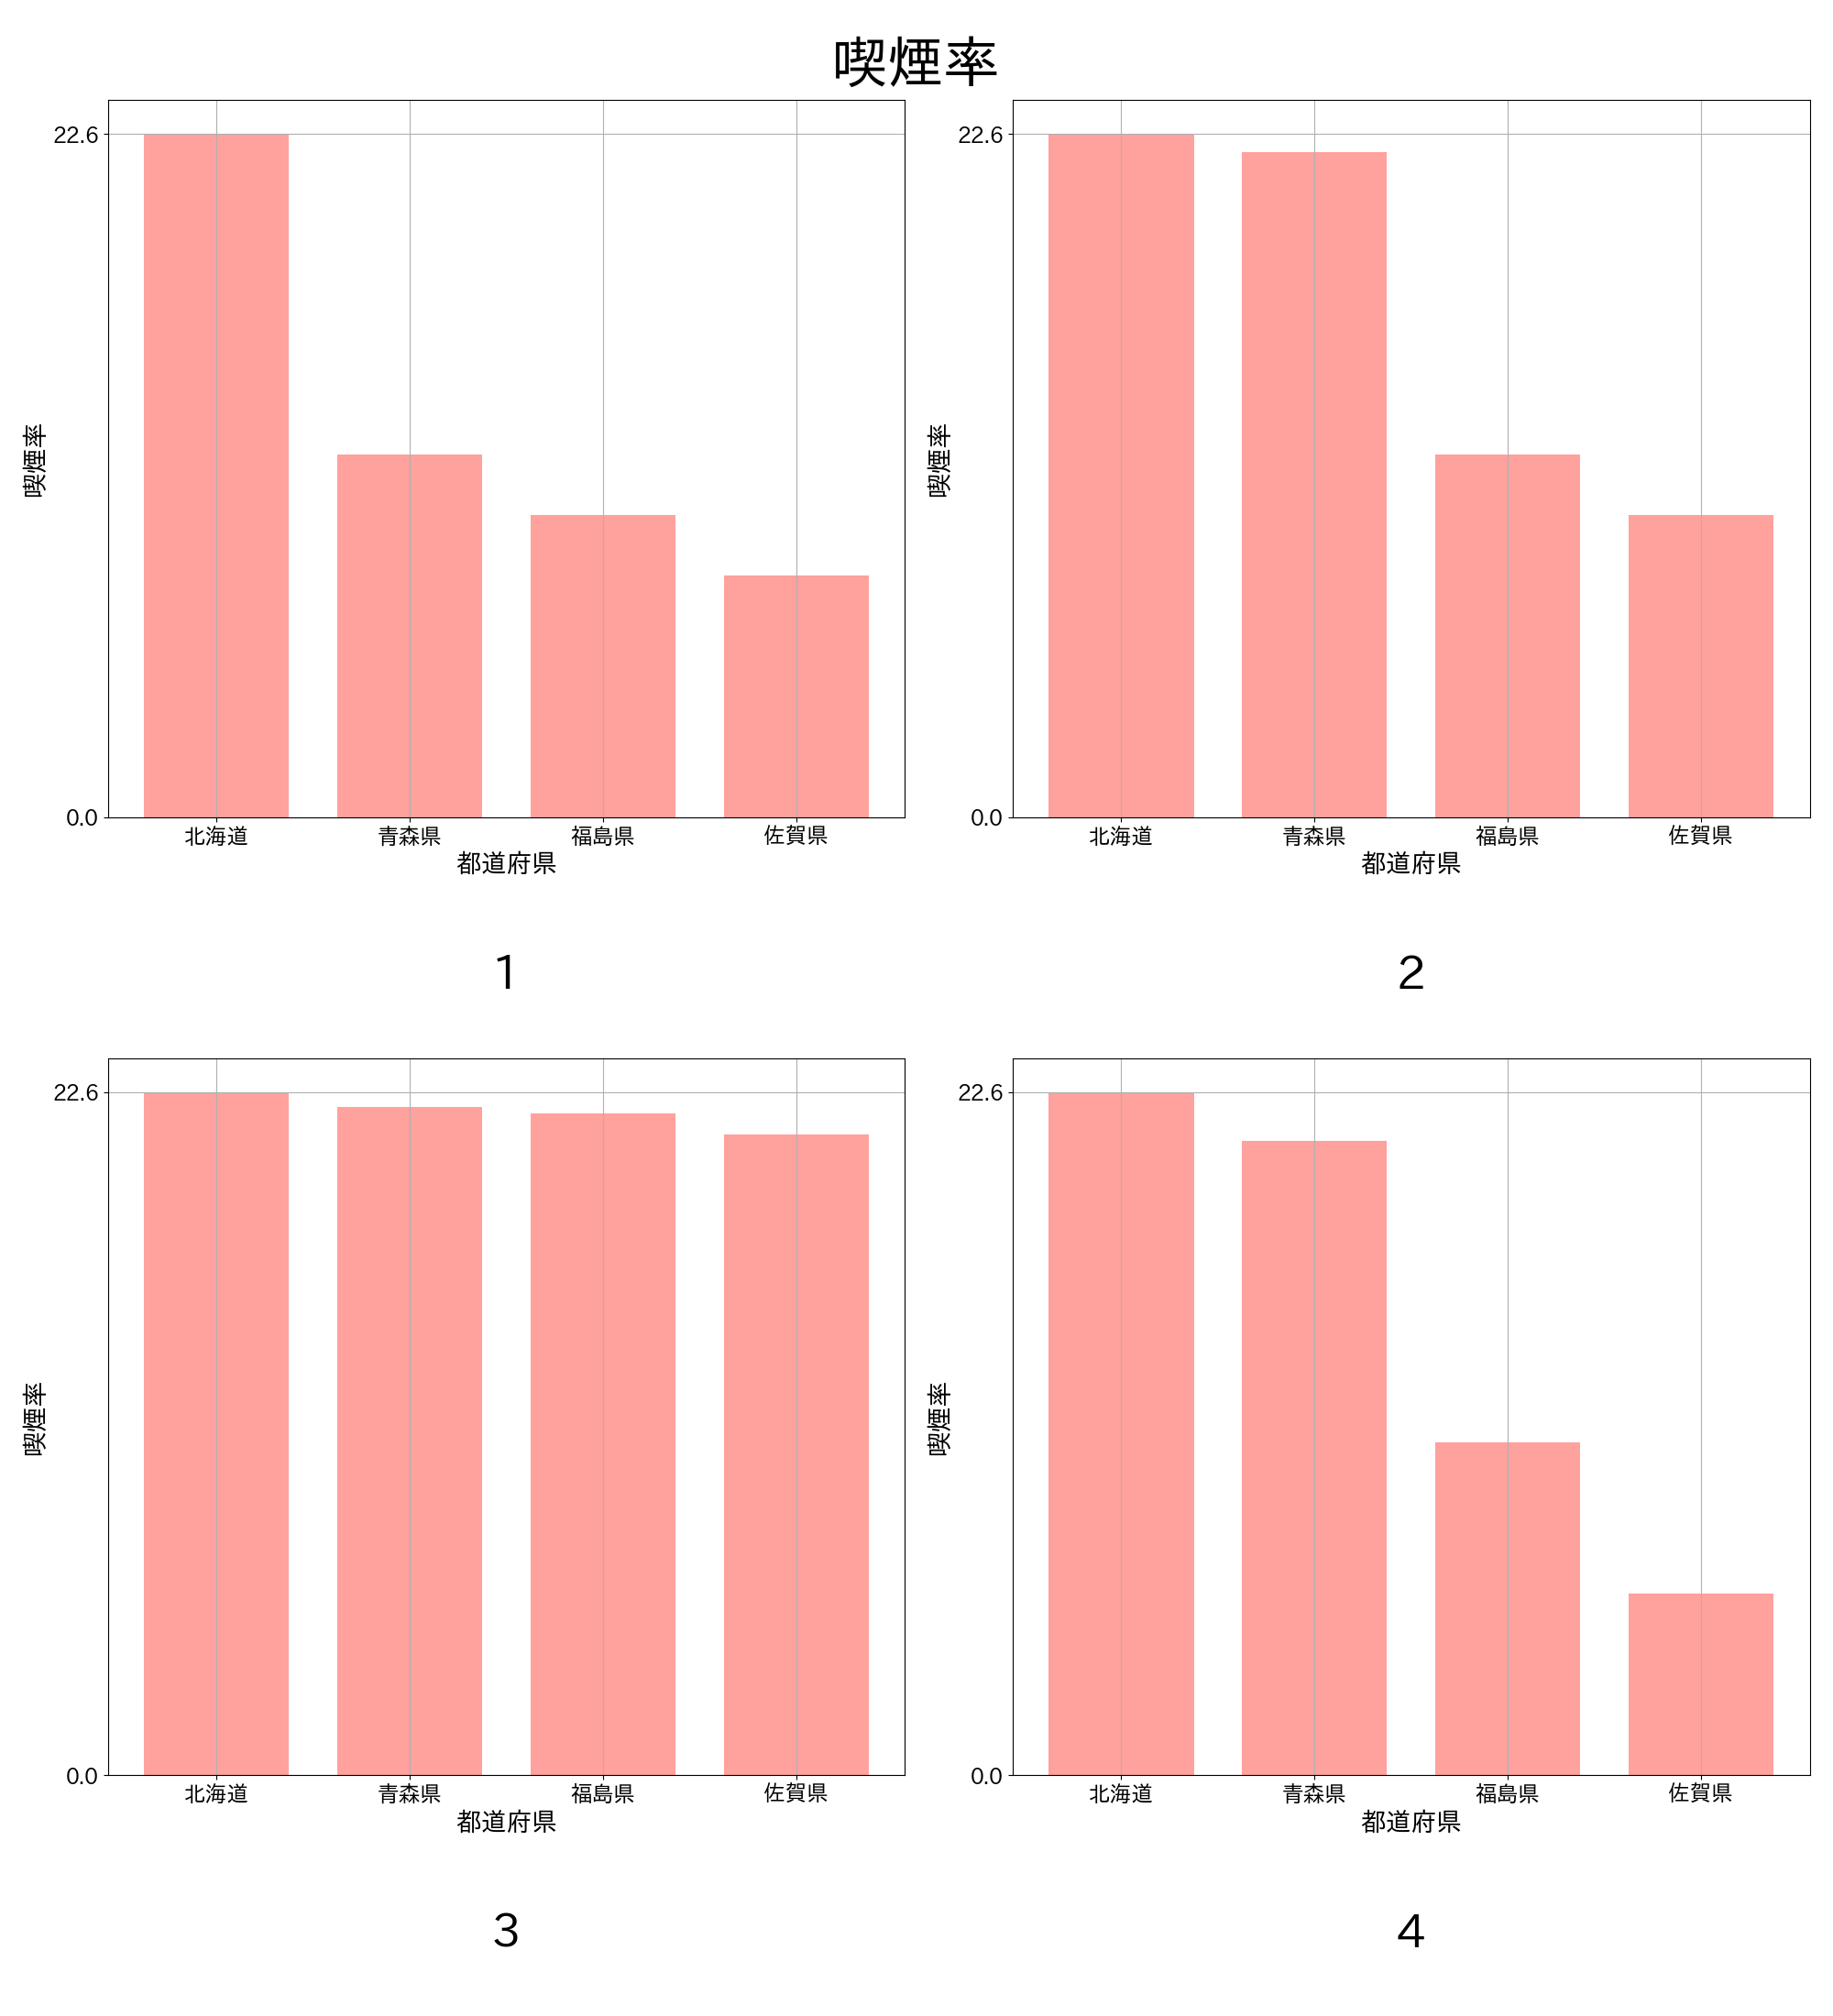 喫煙率
22.6
0.0
喫煙率
北海道 青森県 福島県 佐賀県
都道府県
1
22.6
0.0
喫煙率
北海道 青森県 福島県 佐賀県
都道府県
2
22.6
0.0
喫煙率
北海道 青森県 福島県 佐賀県
都道府県
3
22.6
0.0
喫煙率
北海道 青森県 福島県 佐賀県
都道府県
4